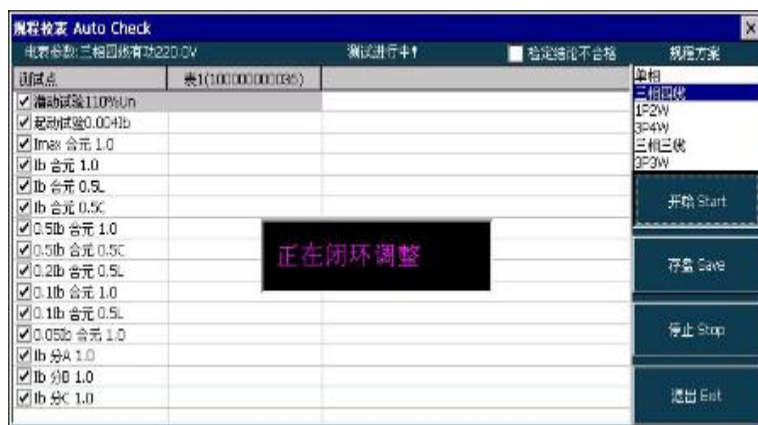 规程校表 Auto Check
电表参数:三相四线有功220.0V 测试进行中! 检定结论不合格 规程方案
测试点 表1(100000000036)
潜动试验110%Un
起动试验0.004Ib
Imax 合元 1.0
Ib 合元 1.0
Ib 合元 0.5L
Ib 合元 0.5C
0.5Ib 合元 1.0
0.5Ib 合元 0.5C
0.2Ib 合元 0.5L
0.1Ib 合元 1.0
0.1Ib 合元 0.5L
0.05Ib 合元 1.0
Ib 分A 1.0
Ib 分B 1.0
Ib 分C 1.0
正在闭环调整
单相
三相四线
1P2W
3P4W
三相三线
3P3W
开始 Start
存盘 Save
停止 Stop
退出 Exit